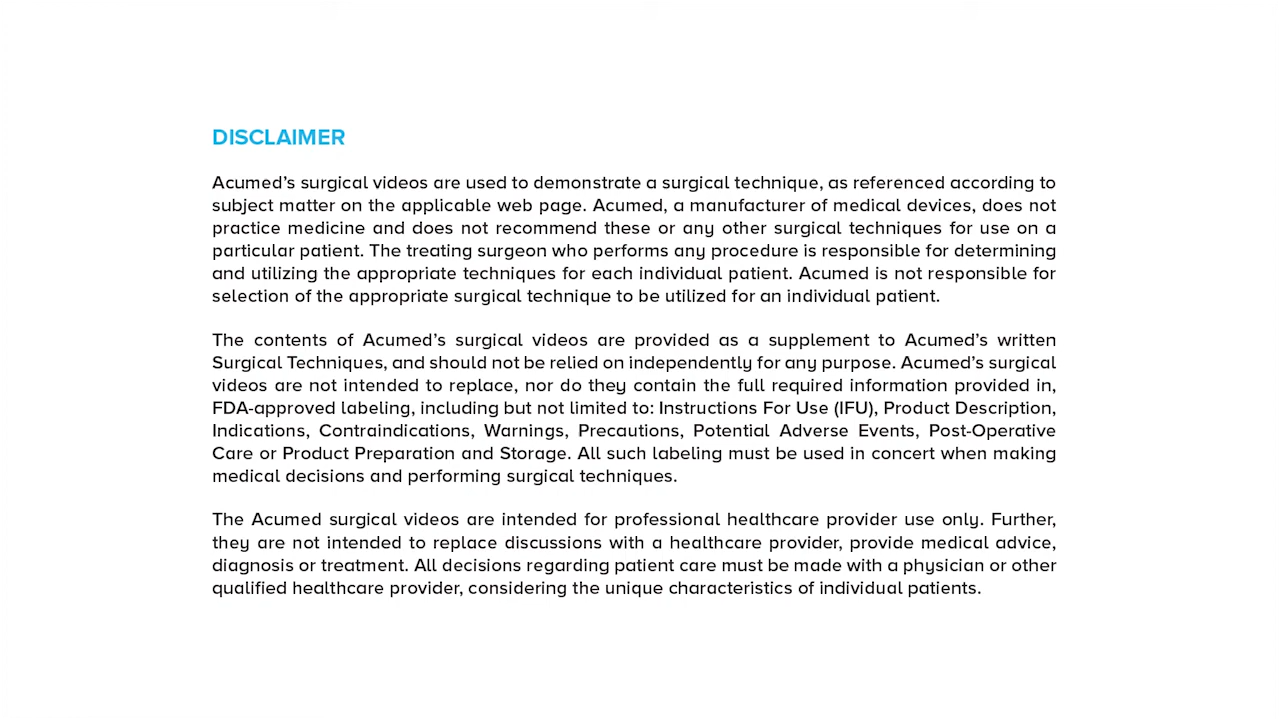 DISCLAIMER
Acumed’s surgical videos are used to demonstrate a surgical technique, as referenced according to
subject matter on the applicable web page. Acumed, a manufacturer of medical devices, does not
practice medicine and does not recommend these or any other surgical techniques for use on a
particular patient. The treating surgeon who performs any procedure is responsible for determining
and utilizing the appropriate techniques for each individual patient. Acumed is not responsible for
selection of the appropriate surgical technique to be utilized for an individual patient.
The contents of Acumed’s surgical videos are provided as a supplement to Acumed’s written
Surgical Techniques, and should not be relied on independently for any purpose. Acumed’s surgical
videos are not intended to replace, nor do they contain the full required information provided in,
FDA-approved labeling, including but not limited to: Instructions For Use (IFU), Product Description,
Indications, Contraindications, Warnings, Precautions, Potential Adverse Events, Post-Operative
Care or Product Preparation and Storage. All such labeling must be used in concert when making
medical decisions and performing surgical techniques.
The Acumed surgical videos are intended for professional healthcare provider use only. Further,
they are not intended to replace discussions with a healthcare provider, provide medical advice,
diagnosis or treatment. All decisions regarding patient care must be made with a physician or other
qualified healthcare provider, considering the unique characteristics of individual patients.